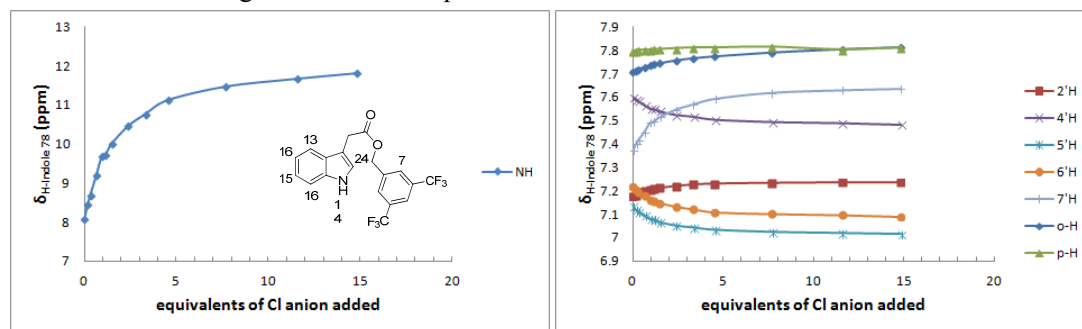 13
12
11
10
9
8
7
0
5
10
15
20
δH-Indole 78 (ppm)
equivalents of Cl anion added
NH
O
O
13
16
15
16
24
7
NH
1
4
CF3
F3C
7.9
7.8
7.7
7.6
7.5
7.4
7.3
7.2
7.1
7
6.9
0
5
10
15
20
δH-Indole 78 (ppm)
equivalents of Cl anion added
2'H
4'H
5'H
6'H
7'H
o-H
p-H